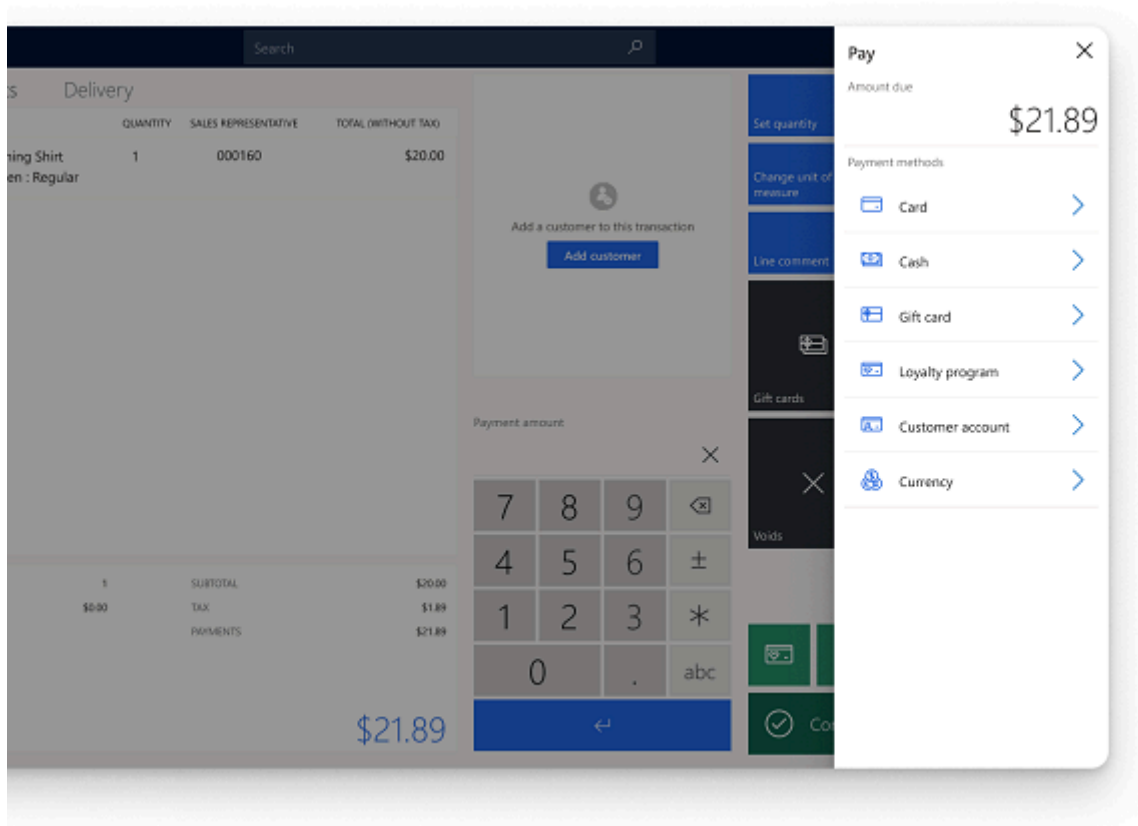 Search
Delivery
QUANTITY SALES REPRESENTATIVE TOTAL (WITHOUT TAX)
ning Shirt 1 000160 $20.00
en : Regular
1 SUBTOTAL $20.00
$0.00 TAX $1.89
PAYMENTS $21.89
$21.89
Add a customer to this transaction
Add customer
Payment amount
7 8 9
4 5 6 ±
1 2 3 *
0 . abc
Set quantity
Change unit of
measure
Line comment
Gift cards
Voids
Pay
Amount due
$21.89
Payment methods
Card
Cash
Gift card
Loyalty program
Customer account
Currency